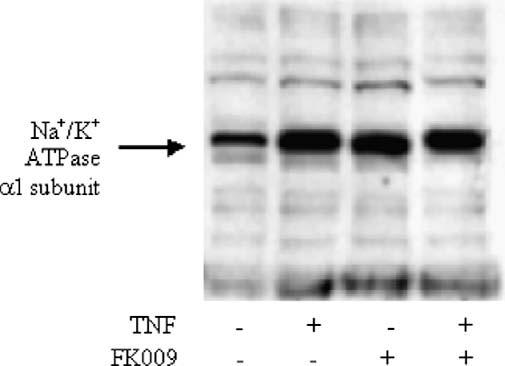 Na⁺/K⁺
ATPase
α1 subunit
TNF - + - +
FK009 - - + +